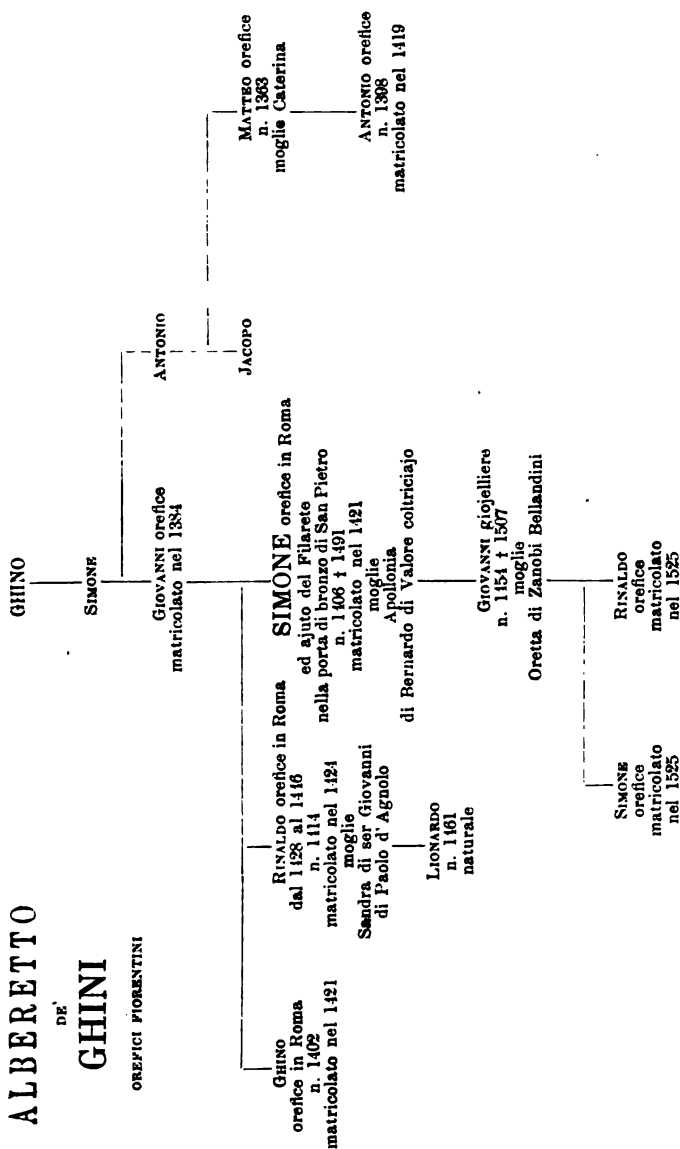 ALBERETTO
DE'
GHINI
OREFICI FIORENTINI
GHINO
SIMONE
GIOVANNI orefice
matricolato nel 1384
ANTONIO
JACOPO
MATTEO orefice
n. 1363
moglie Caterina
ANTONIO orefice
n. 1398
matricolato nel 1419
GHINO
orefice in Roma
n. 1402
matricolato nel 1421
RINALDO orefice in Roma
dal 1428 al 1446
n. 1414
matricolato nel 1424
moglie
Sandra di ser Giovanni
di Paolo d' Agnolo
LIONARDO
n. 1461
naturale
SIMONE orefice in Roma
ed ajuto del Filarete
nella porta di bronzo di San Pietro
n. 1406 † 1491
matricolato nel 1421
moglie
Apollonia
di Bernardo di Valore coltriciajo
GIOVANNI giojelliere
n. 1454 † 1507
moglie
Oretta di Zanobi Bellandini
SIMONE
orefice
matricolato
nel 1525
RINALDO
orefice
matricolato
nel 1525